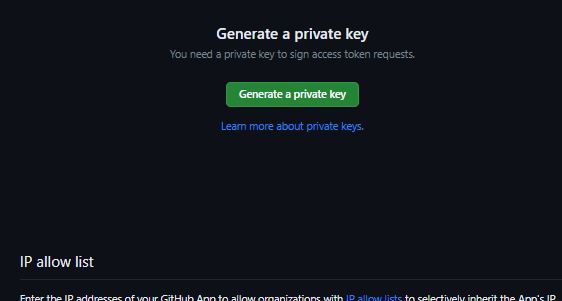 Generate a private key
You need a private key to sign access token requests.
Generate a private key
Learn more about private keys.
IP allow list
Enter the IP addresses of your GitHub App to allow organizations with IP allow lists to selectively inherit the App's IP